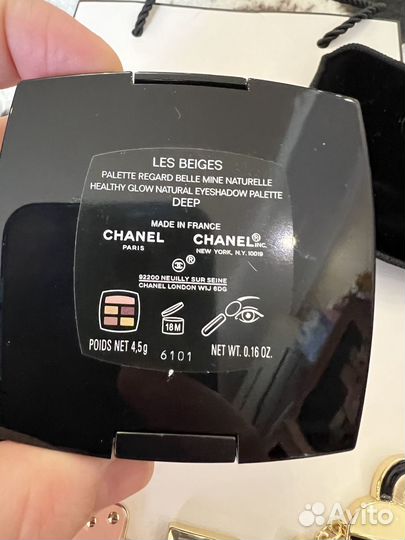 LES BEIGES
PALETTE REGARD BELLE MINE NATURELLE
HEALTHY GLOW NATURAL EYESHADOW PALETTE
DEEP
MADE IN FRANCE
CHANEL CHANEL® INC.
PARIS NEW YORK, N.Y. 10019
®
92200 NEUILLY SUR SEINE
CHANEL LONDON W1J 6DG
18 M
POIDS NET 4,5g 6101 NET WT. 0.16 OZ.
Avito